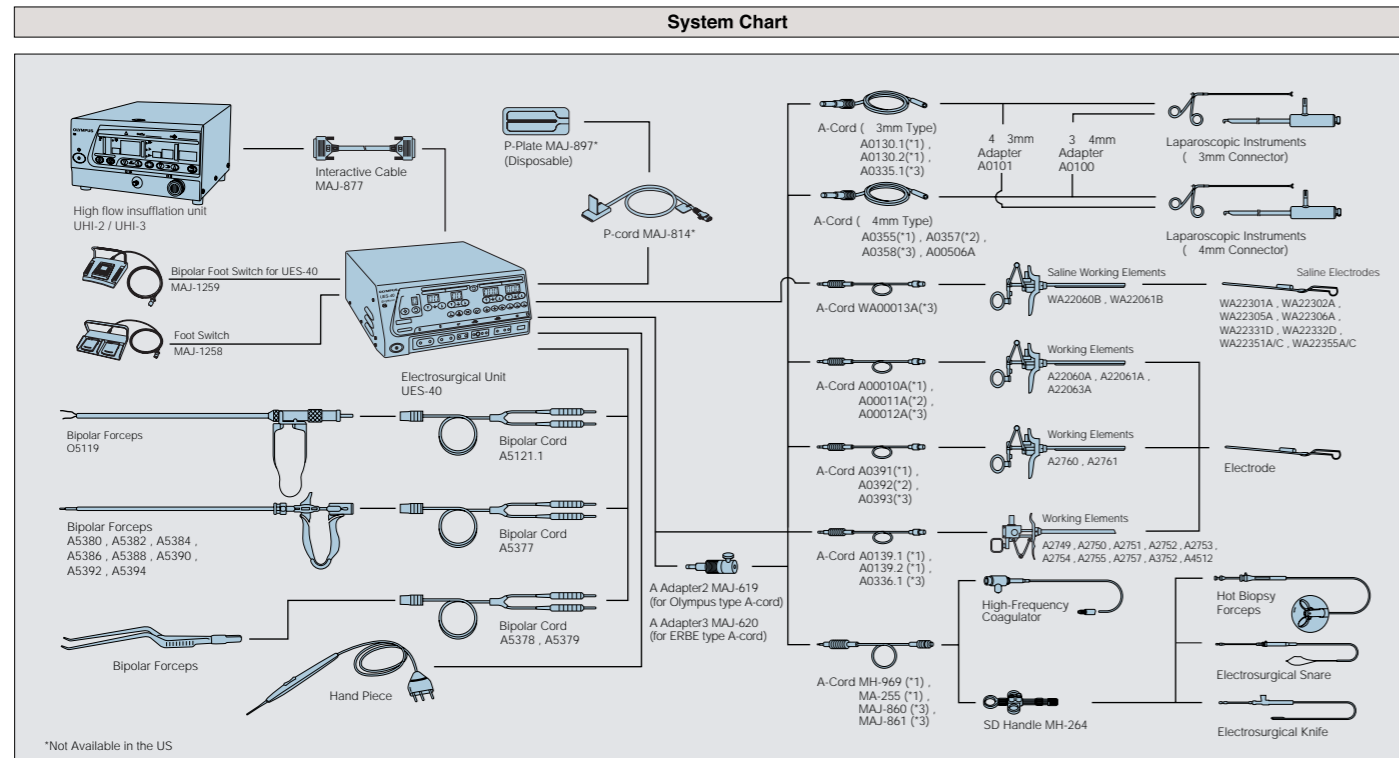 System Chart
OLYMPUS
High flow insufflation unit
UHI-2 / UHI-3
Interactive Cable
MAJ-877
P-Plate MAJ-897*
(Disposable)
P-cord MAJ-814*
Bipolar Foot Switch for UES-40
MAJ-1259
Foot Switch
MAJ-1258
OLYMPUS
UES-40
Electrosurgical Unit
UES-40
Bipolar Forceps
O5119
Bipolar Cord
A5121.1
Bipolar Forceps
A5380 , A5382 , A5384 ,
A5386 , A5388 , A5390 ,
A5392 , A5394
Bipolar Cord
A5377
Bipolar Forceps
Bipolar Cord
A5378 , A5379
Hand Piece
A Adapter2 MAJ-619
(for Olympus type A-cord)
A Adapter3 MAJ-620
(for ERBE type A-cord)
A-Cord ( 3mm Type)
A0130.1(*1) ,
A0130.2(*1) ,
A0335.1(*3)
4 3mm
Adapter
A0101
3 4mm
Adapter
A0100
Laparoscopic Instruments
( 3mm Connector)
A-Cord ( 4mm Type)
A0355(*1) , A0357(*2) ,
A0358(*3) , A00506A
Laparoscopic Instruments
( 4mm Connector)
A-Cord WA00013A(*3)
Saline Working Elements
WA22060B , WA22061B
Saline Electrodes
WA22301A , WA22302A ,
WA22305A , WA22306A ,
WA22331D , WA22332D ,
WA22351A/C , WA22355A/C
A-Cord A00010A(*1) ,
A00011A(*2) ,
A00012A(*3)
Working Elements
A22060A , A22061A ,
A22063A
A-Cord A0391(*1) ,
A0392(*2) ,
A0393(*3)
Working Elements
A2760 , A2761
Electrode
A-Cord A0139.1 (*1) ,
A0139.2 (*1) ,
A0336.1 (*3)
Working Elements
A2749 , A2750 , A2751 , A2752 , A2753 ,
A2754 , A2755 , A2757 , A3752 , A4512
A-Cord MH-969 (*1) ,
MA-255 (*1) ,
MAJ-860 (*3) ,
MAJ-861 (*3)
High-Frequency
Coagulator
SD Handle MH-264
Hot Biopsy
Forceps
Electrosurgical Snare
Electrosurgical Knife
*Not Available in the US